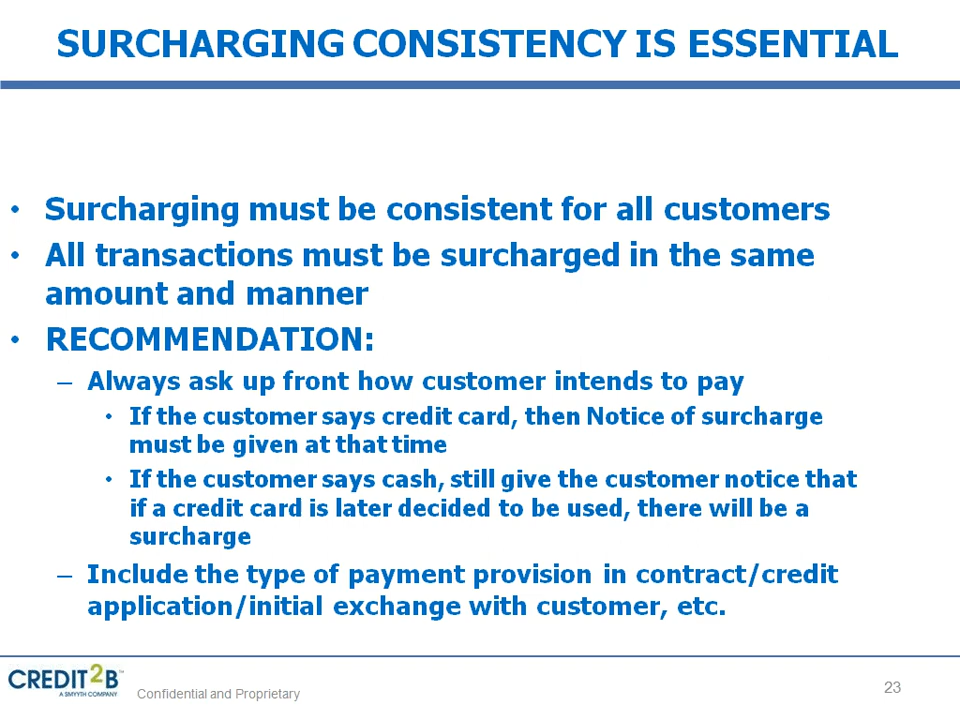 SURCHARGING CONSISTENCY IS ESSENTIAL
• Surcharging must be consistent for all customers
• All transactions must be surcharged in the same
amount and manner
• RECOMMENDATION:
– Always ask up front how customer intends to pay
• If the customer says credit card, then Notice of surcharge
must be given at that time
• If the customer says cash, still give the customer notice that
if a credit card is later decided to be used, there will be a
surcharge
– Include the type of payment provision in contract/credit
application/initial exchange with customer, etc.
CREDIT2B™
A SMYYTH COMPANY
Confidential and Proprietary
23